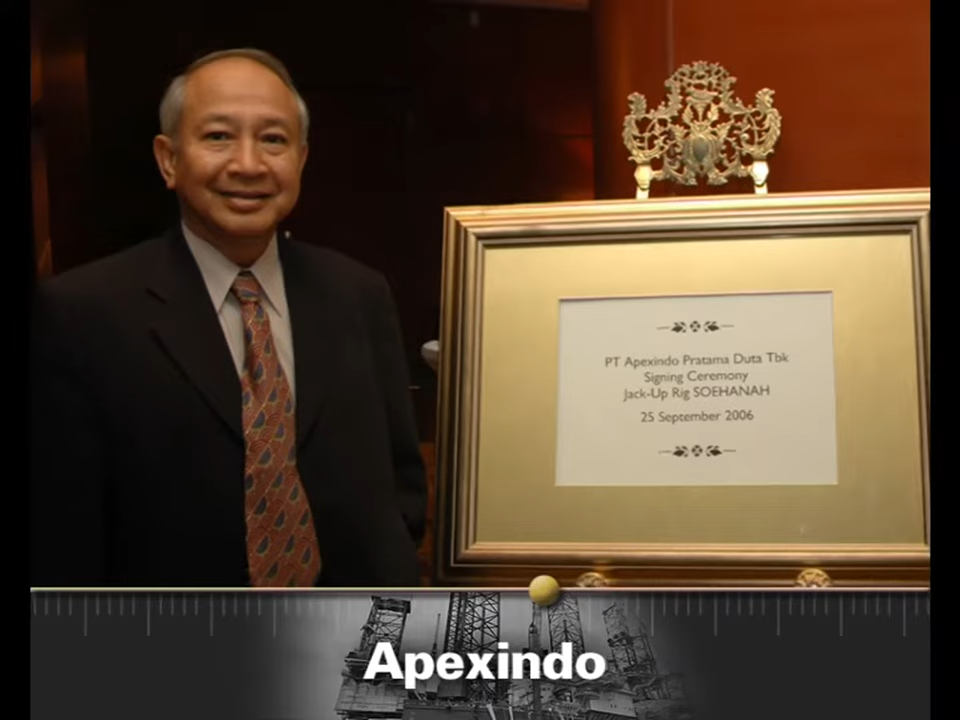 PT Apexindo Pratama Duta Tbk
Signing Ceremony
Jack-Up Rig SOEHANAH
25 September 2006
Apexindo